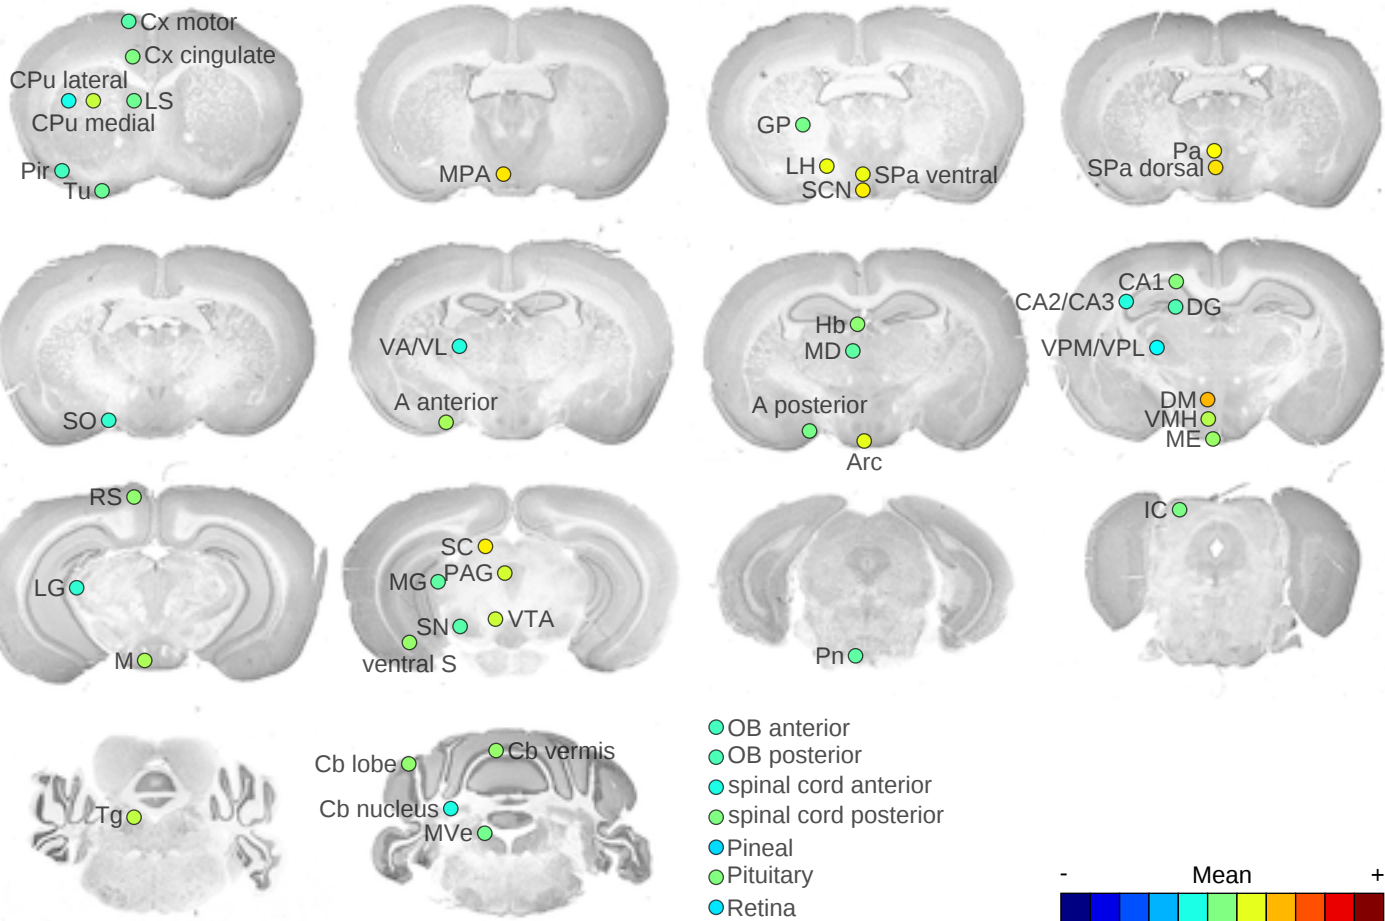 Cx motor
Cx cingulate
CPu lateral
LS
CPu medial
Pir
Tu
MPA
GP
LH
SPa ventral
SCN
Pa
SPa dorsal
SO
VA/VL
A anterior
Hb
MD
A posterior
Arc
CA1
CA2/CA3
DG
VPM/VPL
DM
VMH
ME
RS
LG
M
SC
PAG
MG
VTA
SN
ventral S
Pn
IC
Tg
Cb vermis
Cb lobe
Cb nucleus
MVe
OB anterior
OB posterior
spinal cord anterior
spinal cord posterior
Pineal
Pituitary
Retina
- Mean +